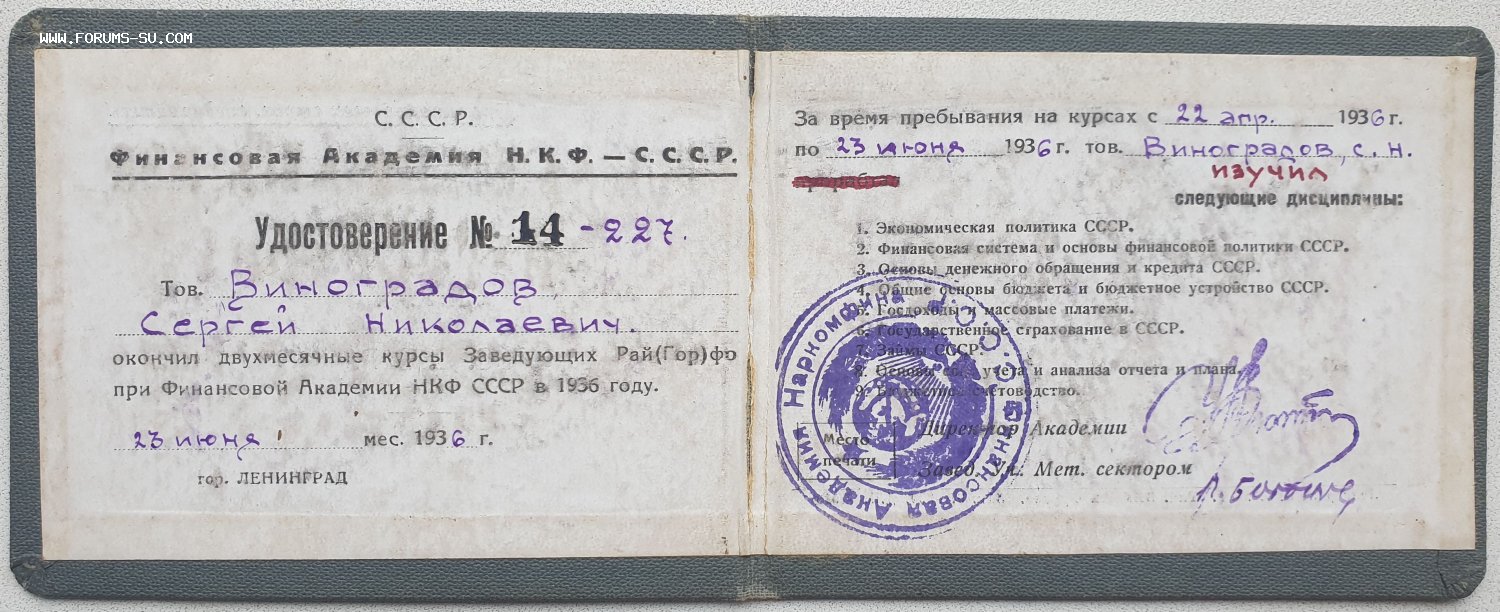 WWW.FORUMS-SU.COM
С. С. С. Р.
Финансовая Академия Н.К.Ф. — С.С.С.Р.
Удостоверение № 14 -227.
Тов. Виноградов
Сергей Николаевич.
окончил двухмесячные курсы Заведующих Рай(Гор)фо
при Финансовой Академии НКФ СССР в 1936 году.
23 июня мес. 1936 г.
гор. ЛЕНИНГРАД
За время пребывания на курсах с 22 апр. 1936 г.
по 23 июня 1936 г. тов. Виноградов, С. Н.
изучил
следующие дисциплины:
1. Экономическая политика СССР.
2. Финансовая система и основы финансовой политики СССР.
3. Основы денежного обращения и кредита СССР.
4. Общие основы бюджета и бюджетное устройство СССР.
5. Госдоходы и массовые платежи.
6. Государственное страхование в СССР.
7. Займы СССР.
8. Основы учета и анализа отчета и плана.
9. Бюджетное счетоводство.
Место
печати
Директор Академии
Завед. Уч. Мет. сектором
Финансовая Академия Наркомфина С.С.С.Р.